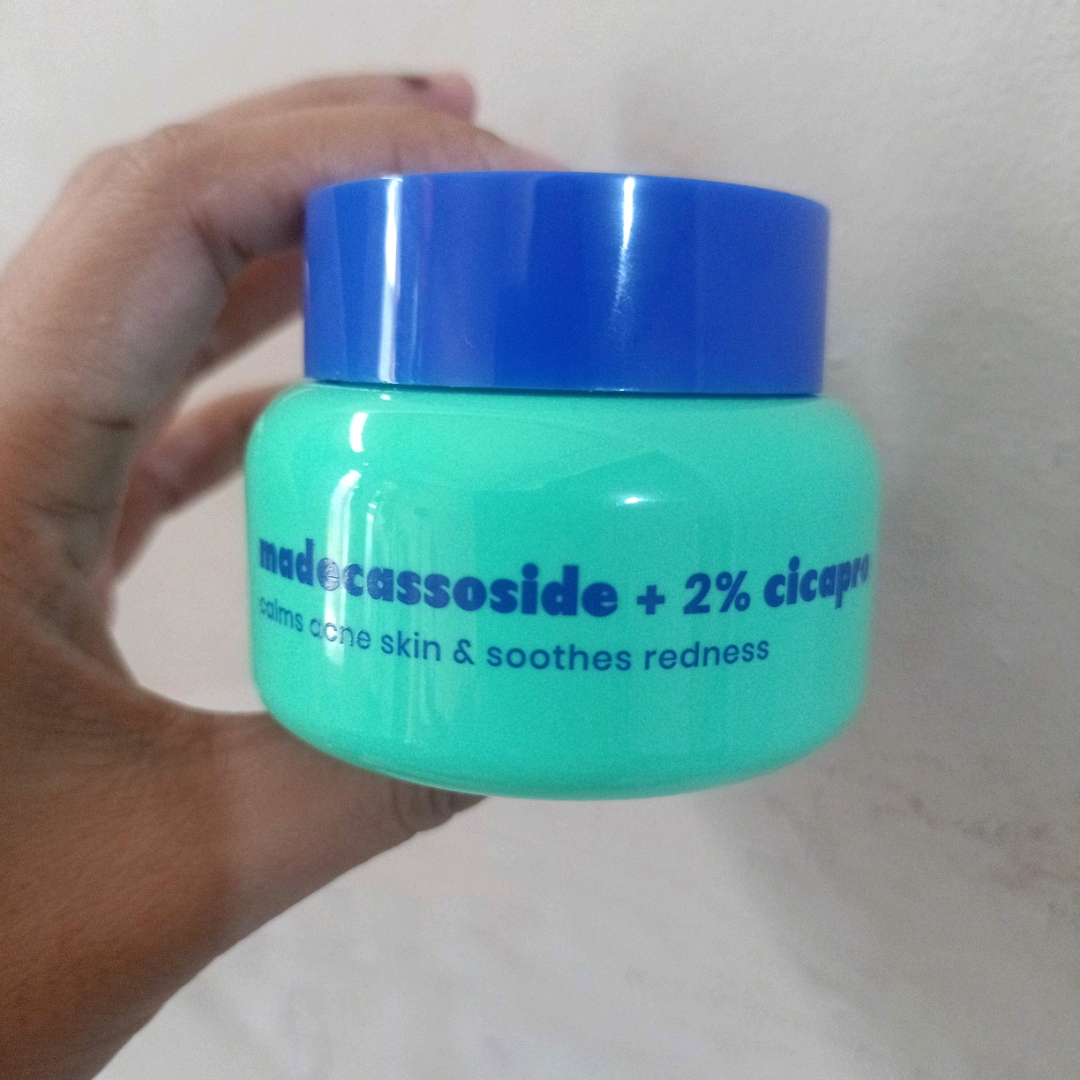 madecassoside + 2% cicapro
calms acne skin & soothes redness